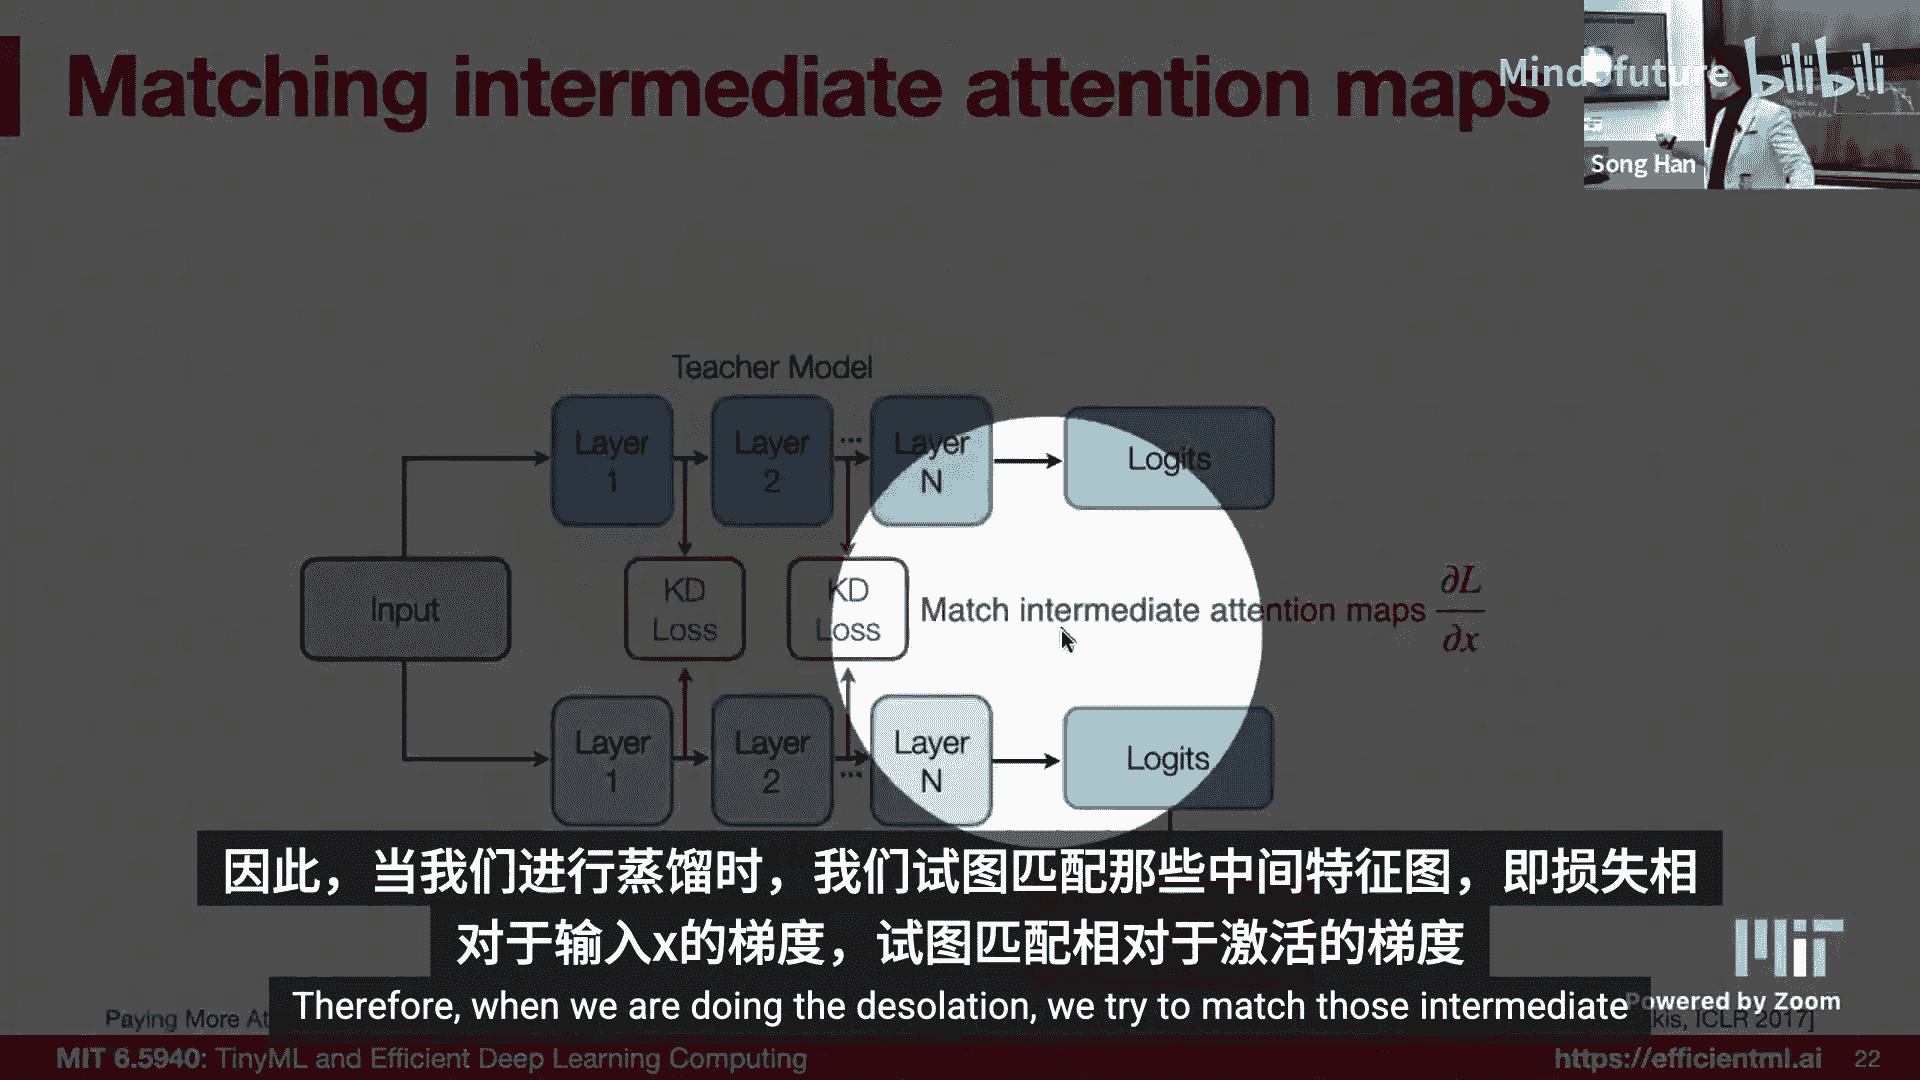 Matching intermediate attention maps
Mindofuture bilibili
Song Han
Teacher Model
Layer
1
Layer
2
...
Layer
N
Logits
Input
KD
Loss
KD
Loss
Match intermediate attention maps ∂L
∂x
Layer
1
Layer
2
...
Layer
N
Logits
因此，当我们进行蒸馏时，我们试图匹配那些中间特征图，即损失相
对于输入x的梯度，试图匹配相对于激活的梯度
Therefore, when we are doing the desolation, we try to match those intermediate
MIT
Powered by Zoom
Paying More At
kis, ICLR 2017]
MIT 6.5940: TinyML and Efficient Deep Learning Computing
https://efficientml.ai
22